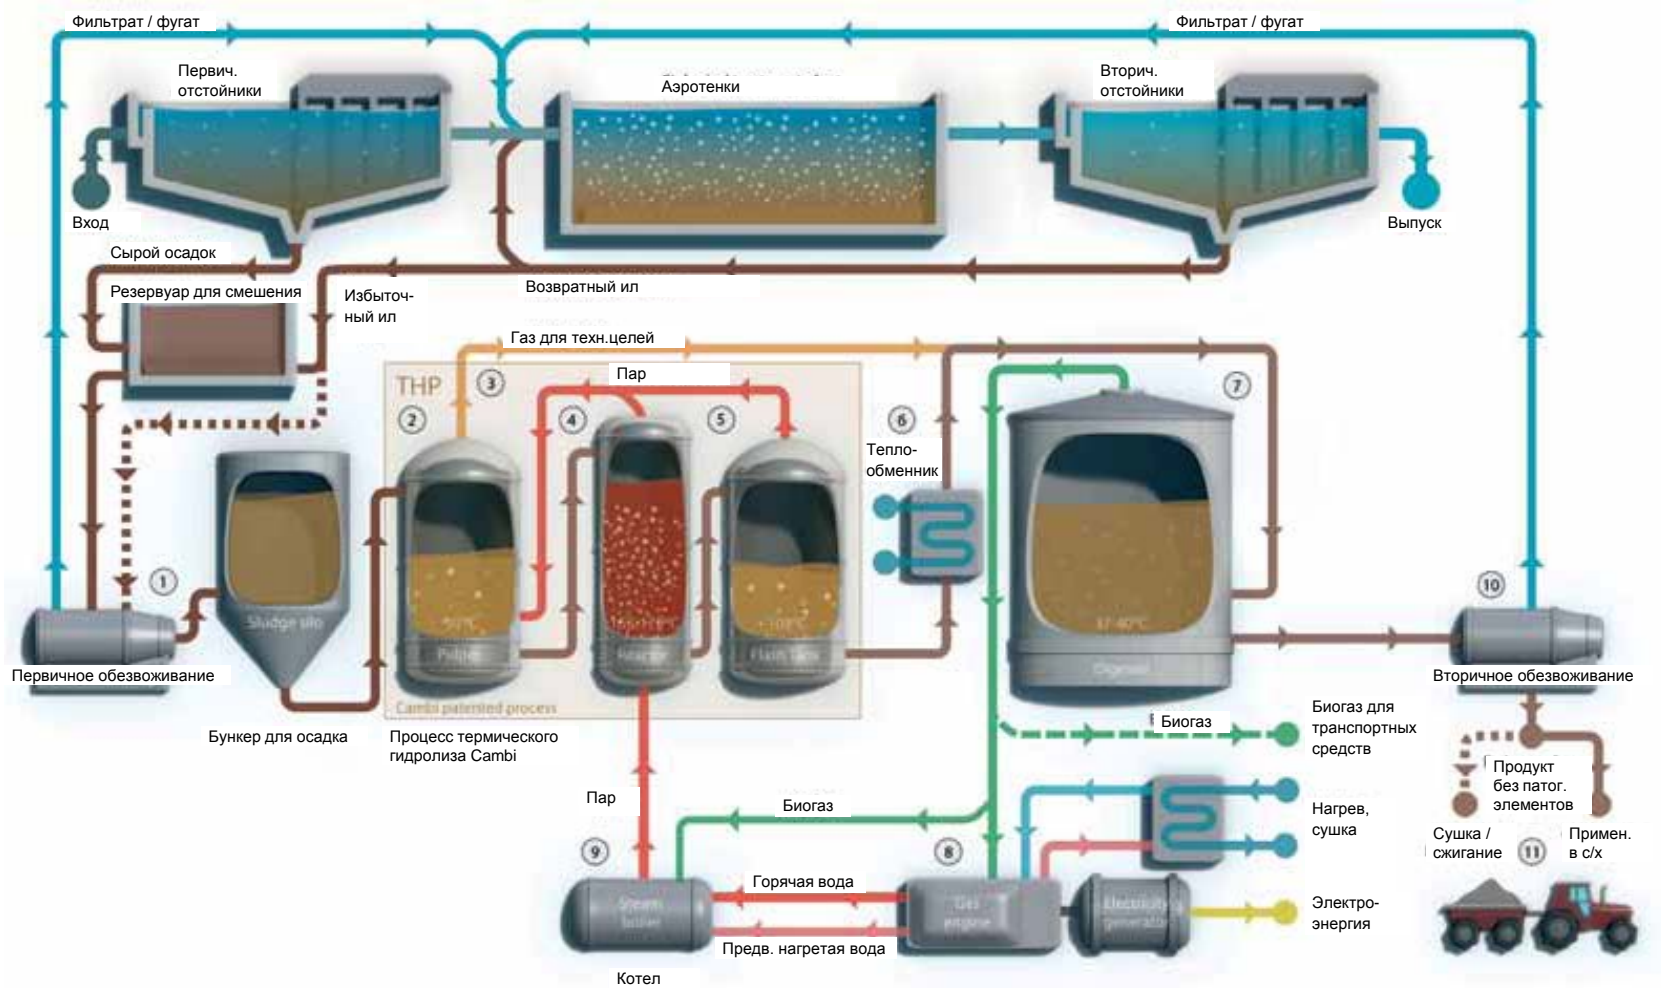 Фильтрат / фугат
Фильтрат / фугат
Первич.
отстойники
Аэротенки
Вторич.
отстойники
Вход
Выпуск
Сырой осадок
Резервуар для смешения
Избыточ-
ный ил
Возвратный ил
Газ для техн.целей
THP
Пар
1
2
3
4
5
6
7
Тепло-
обменник
10
Sludge silo
Reactor
Flash tank
37-40°C
Digester
Cambi patented process
Первичное обезвоживание
Вторичное обезвоживание
Бункер для осадка
Процесс термического
гидролиза Cambi
Биогаз
Биогаз для
транспортных
средств
Продукт
без патог.
элементов
Пар
Биогаз
Нагрев,
сушка
Сушка /
сжигание
11
Примен.
в с/х
9
8
Горячая вода
Steam
boiler
Gas
engine
Electricity
generator
Электро-
энергия
Предв. нагретая вода
Котел